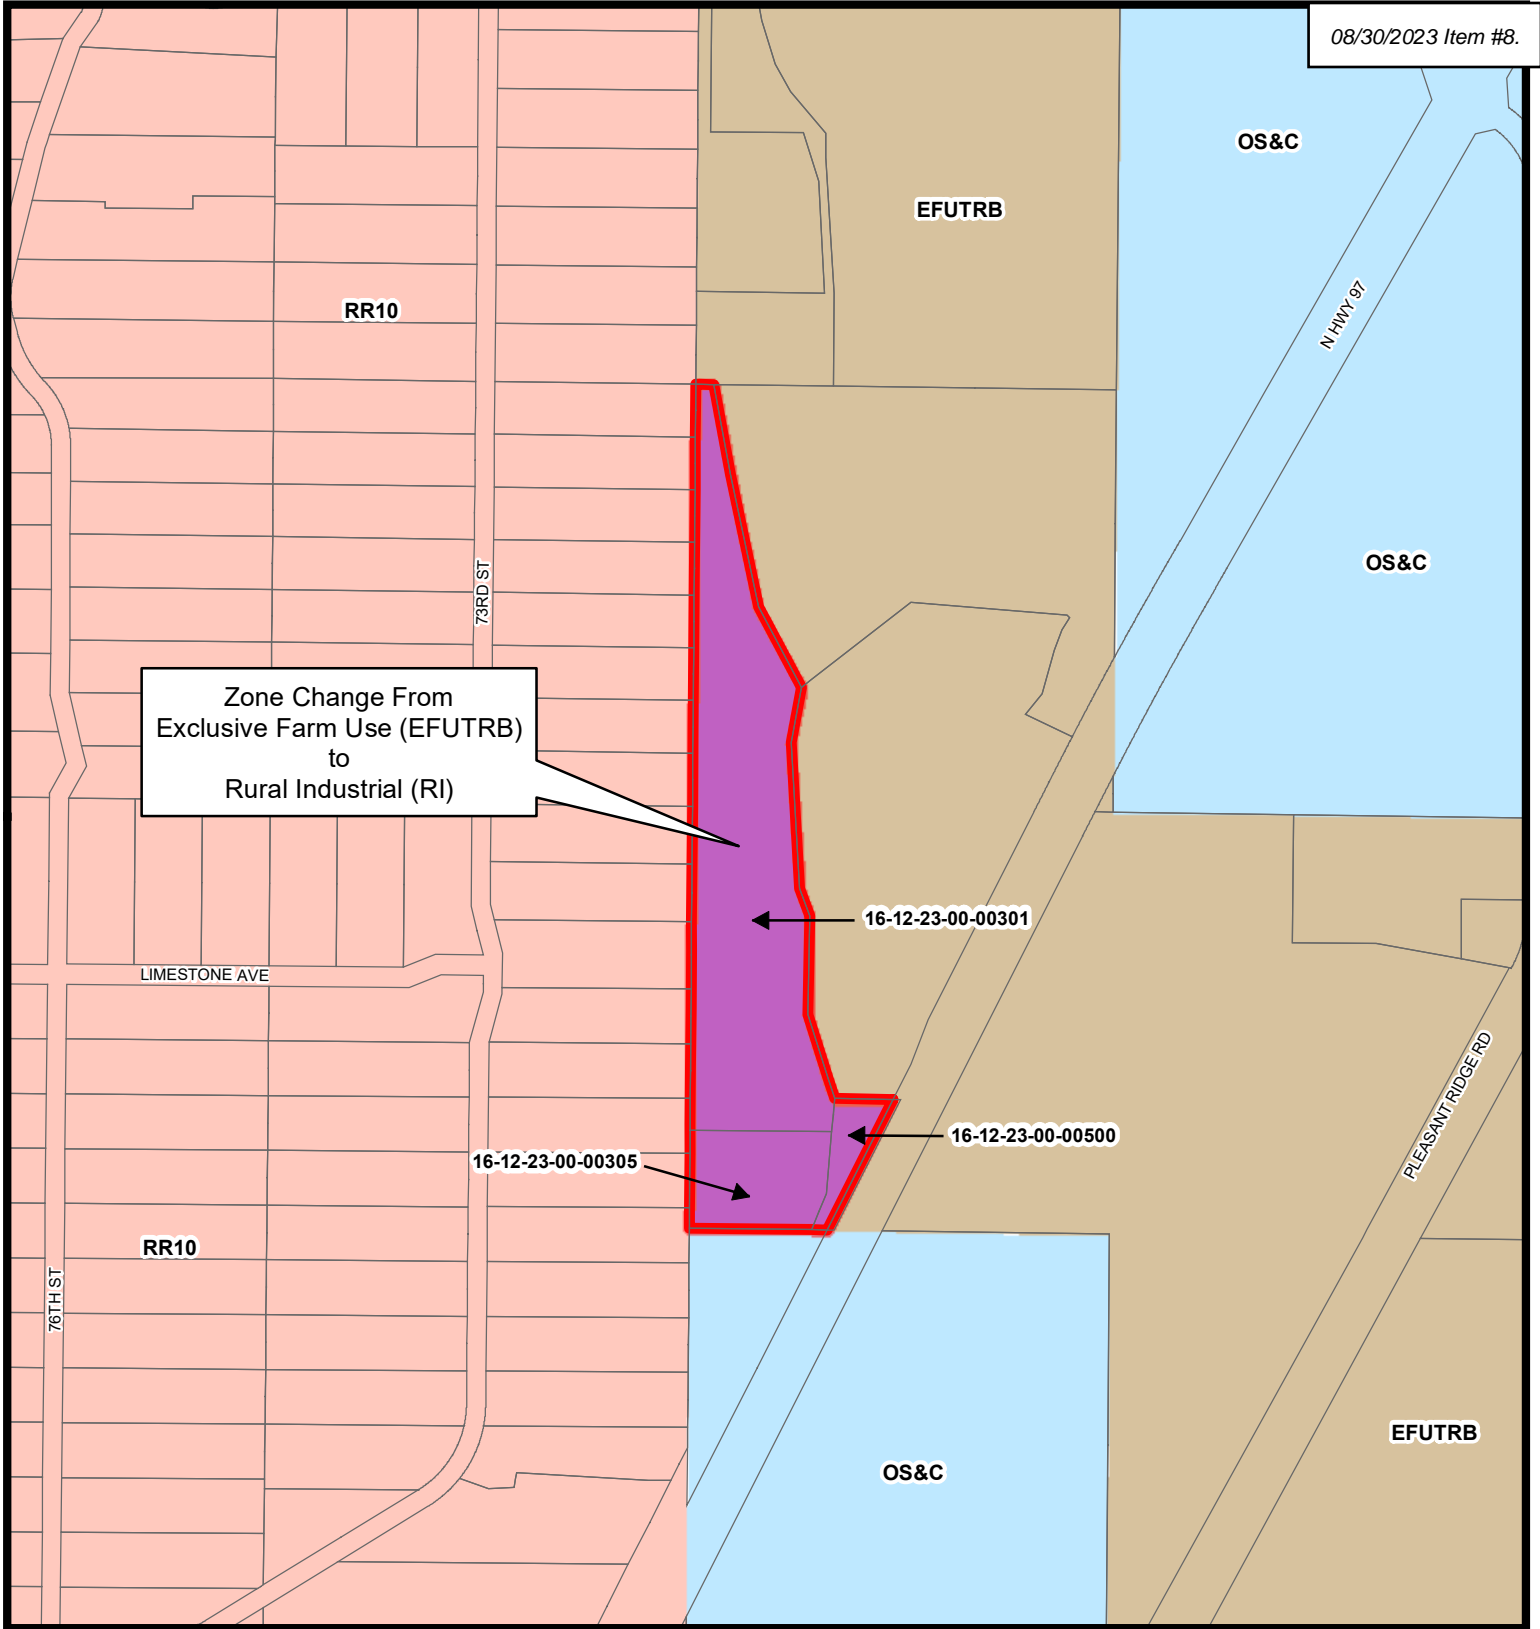 08/30/2023 Item #8.
OS&C
EFUTRB
RR10
N HWY 97
OS&C
73RD ST
Zone Change From
Exclusive Farm Use (EFUTRB)
to
Rural Industrial (RI)
16-12-23-00-00301
LIMESTONE AVE
PLEASANT RIDGE RD
16-12-23-00-00500
16-12-23-00-00305
RR10
76TH ST
EFUTRB
OS&C